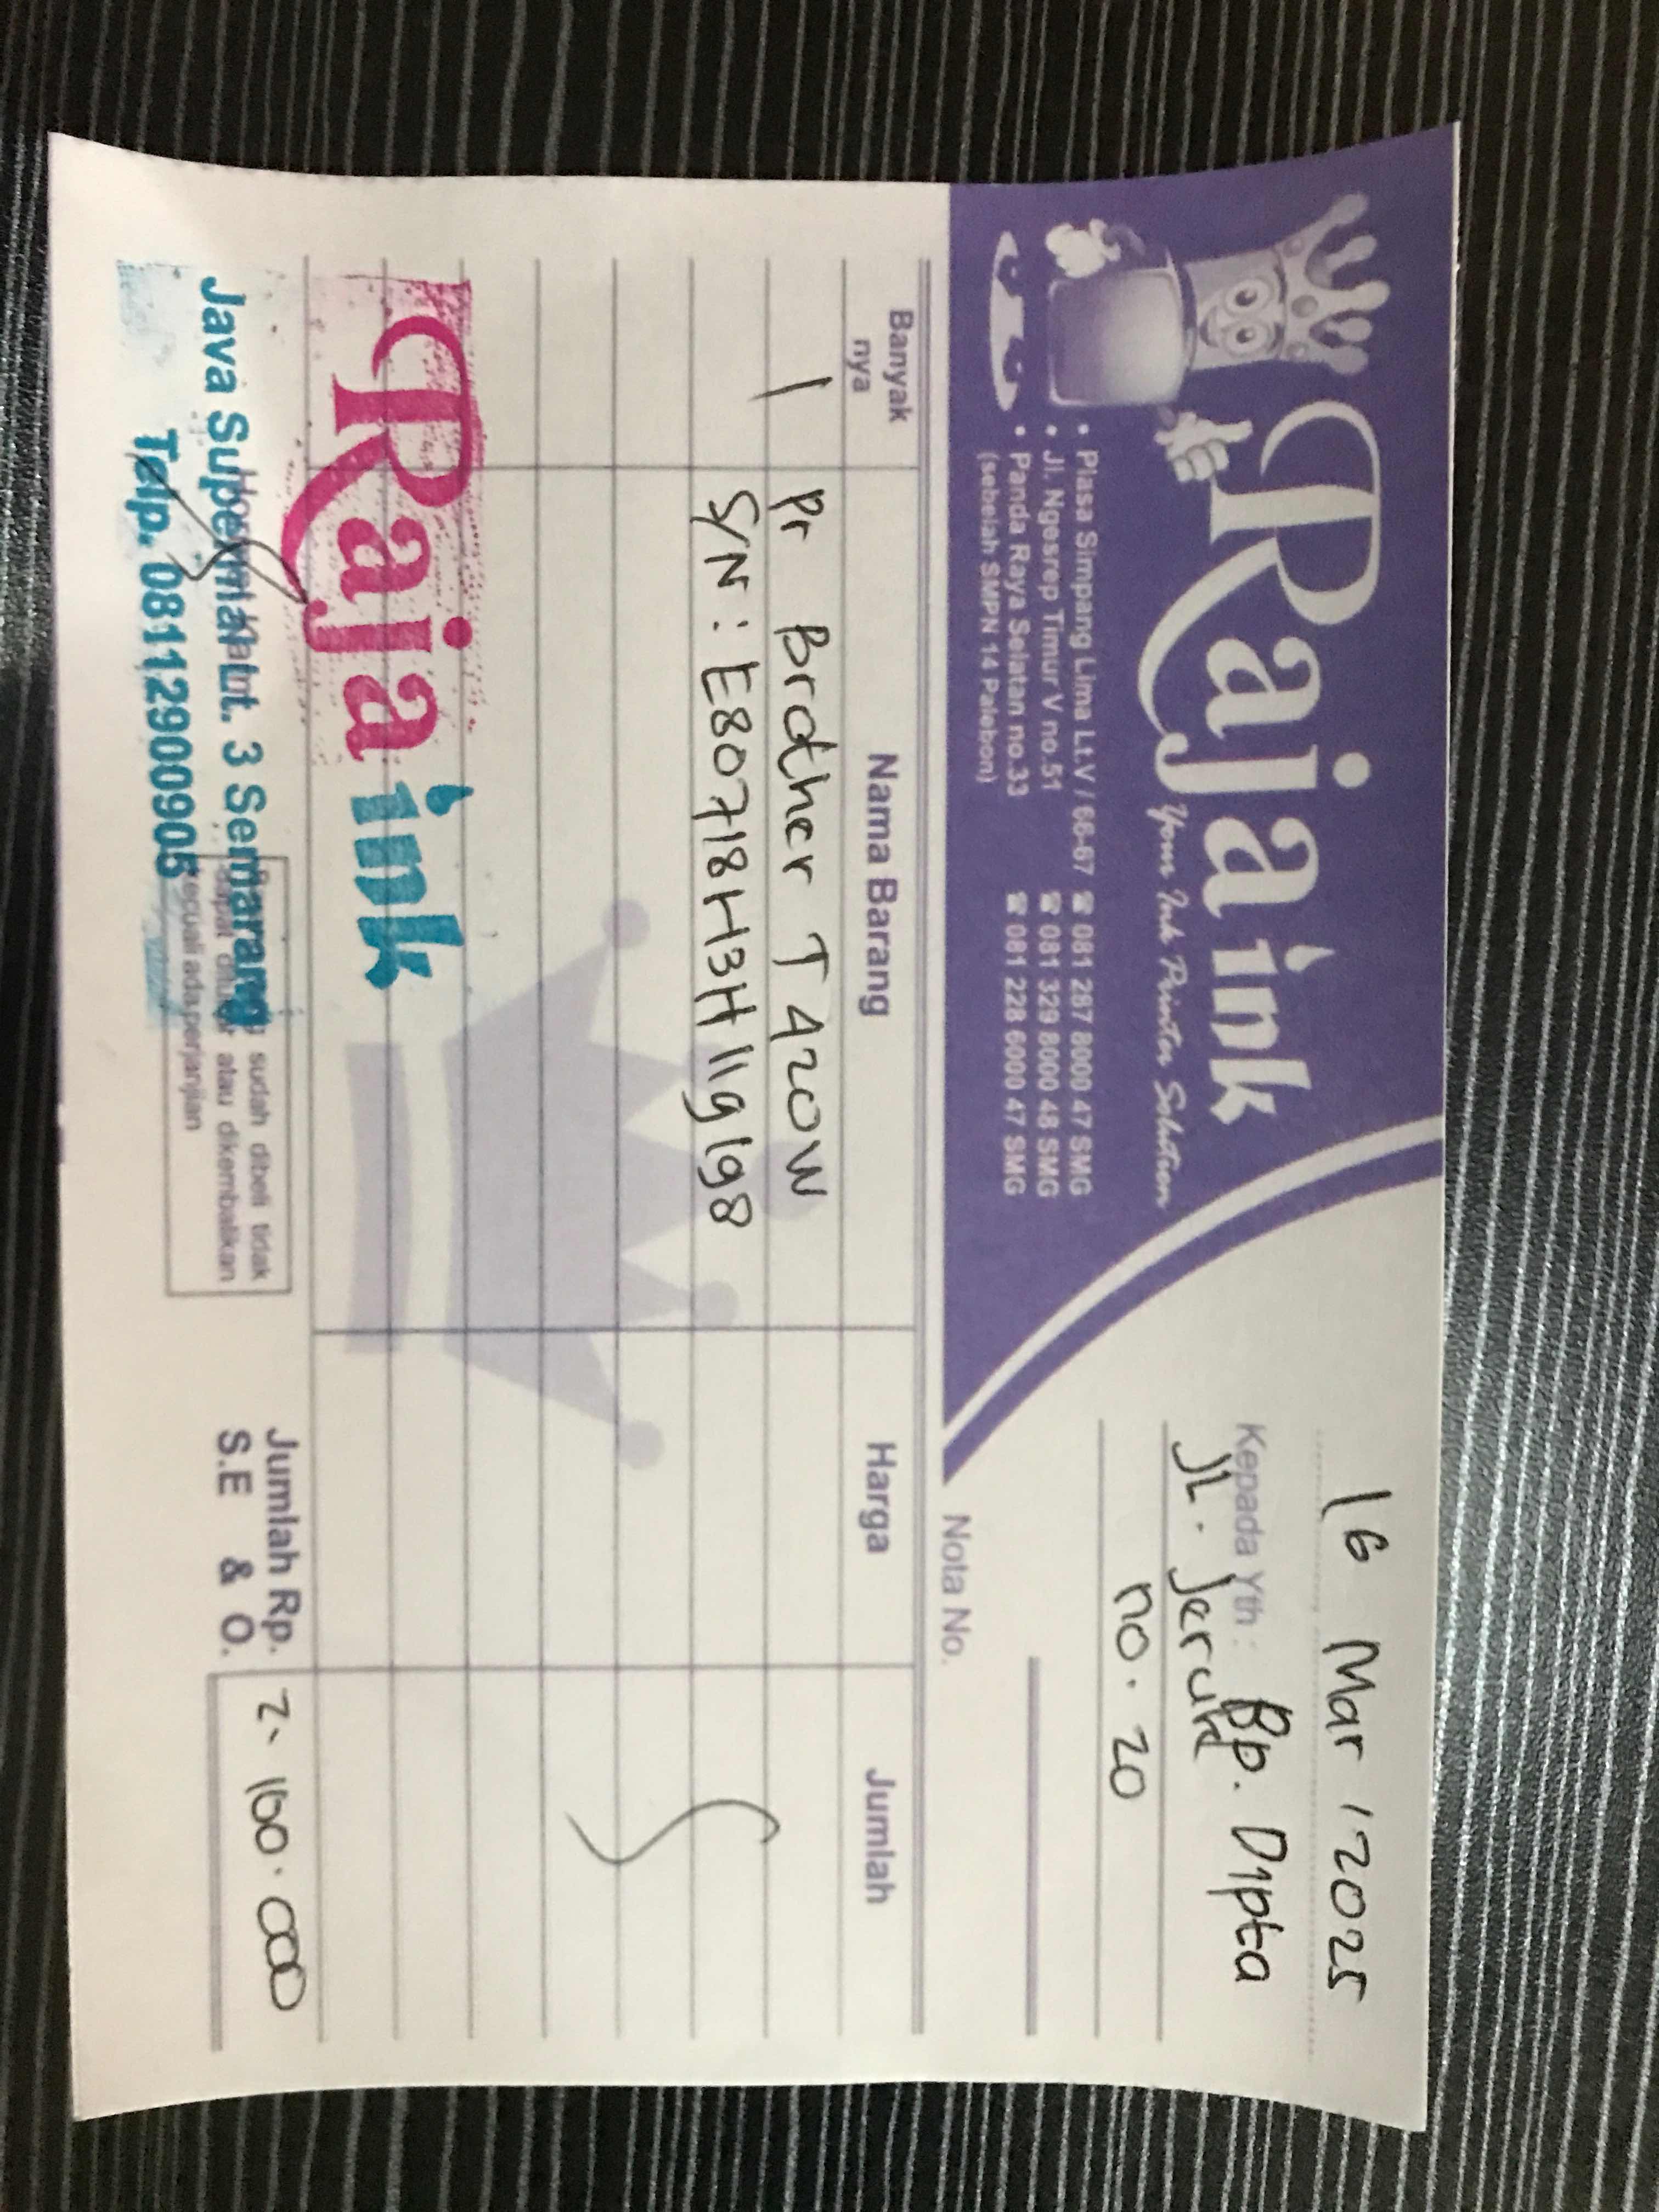 Raja ink
Your Ink Printer Solution
• Plasa Simpang Lima Lt.V / 66-67 ☎ 081 287 8000 47 SMG
• Jl. Ngesrep Timur V no.51 ☎ 081 329 8000 48 SMG
• Panda Raya Selatan no.33 ☎ 081 228 6000 47 SMG
(sebelah SMPN 14 Palebon)
16 Mar / 2025
Kepada Yth : Bp. Dipta
JL. Jeruk
no. 20
Nota No.
Banyak nya Nama Barang Harga Jumlah
1 Pr Brother T 420W
S/N : E80718H3H119198
Raja ink
Java Supermall Lt. 3 Semarang
Telp. 08112900905
sudah dibeli tidak
dapat ditukar atau dikembalikan
kecuali ada perjanjian
Jumlah Rp. 2.100.000
S.E & O.